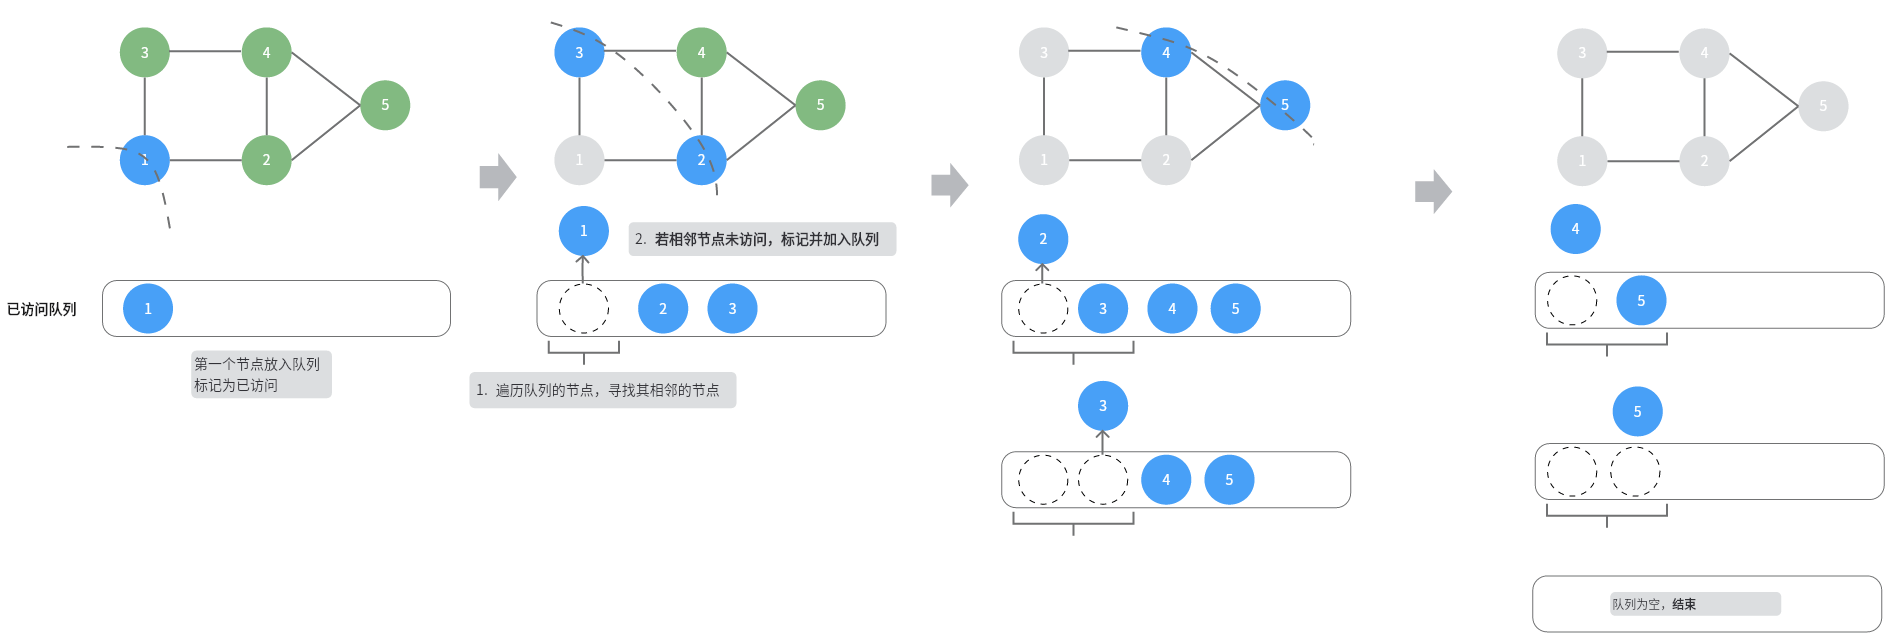 3 4 5 1 2
3 4 5 1 2
3 4 5 1 2
3 4 5 1 2
已访问队列
1
第一个节点放入队列
标记为已访问
1
2. 若相邻节点未访问，标记并加入队列
2 3
1. 遍历队列的节点，寻找其相邻的节点
2
3 4 5
3
4 5
4
5
5
队列为空，结束